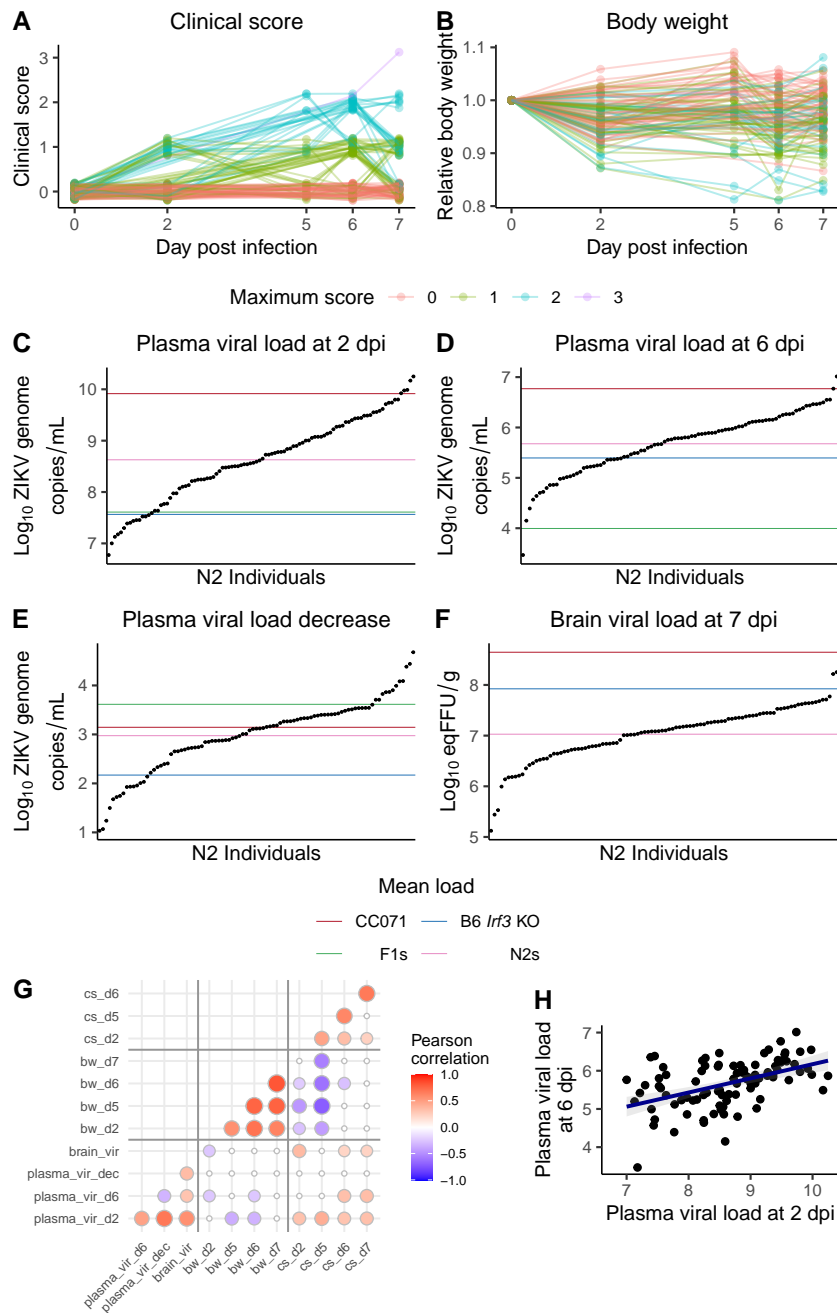 A
Clinical score
Clinical score
3
2
1
0
0 2 5 6 7
Day post infection
B
Body weight
Relative body weight
1.1
1.0
0.9
0.8
0 2 5 6 7
Day post infection
Maximum score 0 1 2 3
C
Plasma viral load at 2 dpi
Log₁₀ ZIKV genome
copies/mL
10
9
8
7
N2 Individuals
D
Plasma viral load at 6 dpi
Log₁₀ ZIKV genome
copies/mL
7
6
5
4
N2 Individuals
E
Plasma viral load decrease
Log₁₀ ZIKV genome
copies/mL
4
3
2
1
N2 Individuals
F
Brain viral load at 7 dpi
Log₁₀ eqFFU/g
8
7
6
5
N2 Individuals
Mean load
CC071 B6 Irf3 KO
F1s N2s
G
cs_d6
cs_d5
cs_d2
bw_d7
bw_d6
bw_d5
bw_d2
brain_vir
plasma_vir_dec
plasma_vir_d6
plasma_vir_d2
plasma_vir_d6
plasma_vir_dec
brain_vir
bw_d2
bw_d5
bw_d6
bw_d7
cs_d2
cs_d5
cs_d6
cs_d7
Pearson
correlation
1.0
0.5
0.0
−0.5
−1.0
H
Plasma viral load
at 6 dpi
7
6
5
4
7 8 9 10
Plasma viral load at 2 dpi